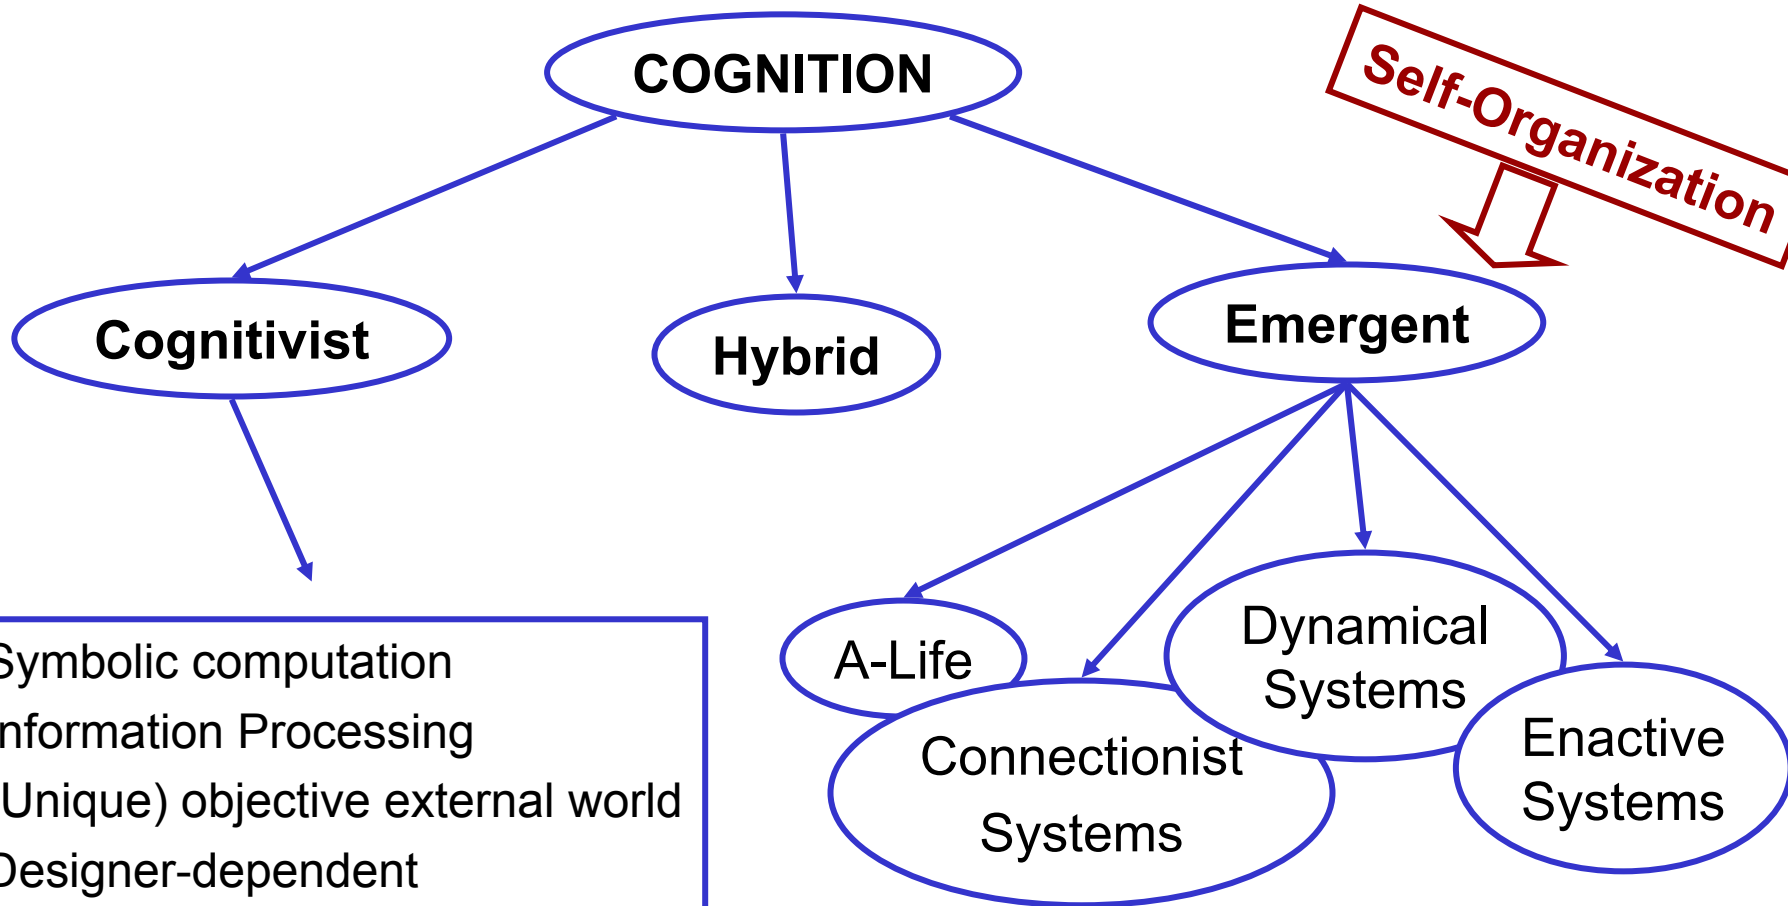 COGNITION
Self-Organization
Cognitivist
Hybrid
Emergent
Symbolic computation
Information Processing
(Unique) objective external world
Designer-dependent
A-Life
Connectionist
Systems
Dynamical
Systems
Enactive
Systems